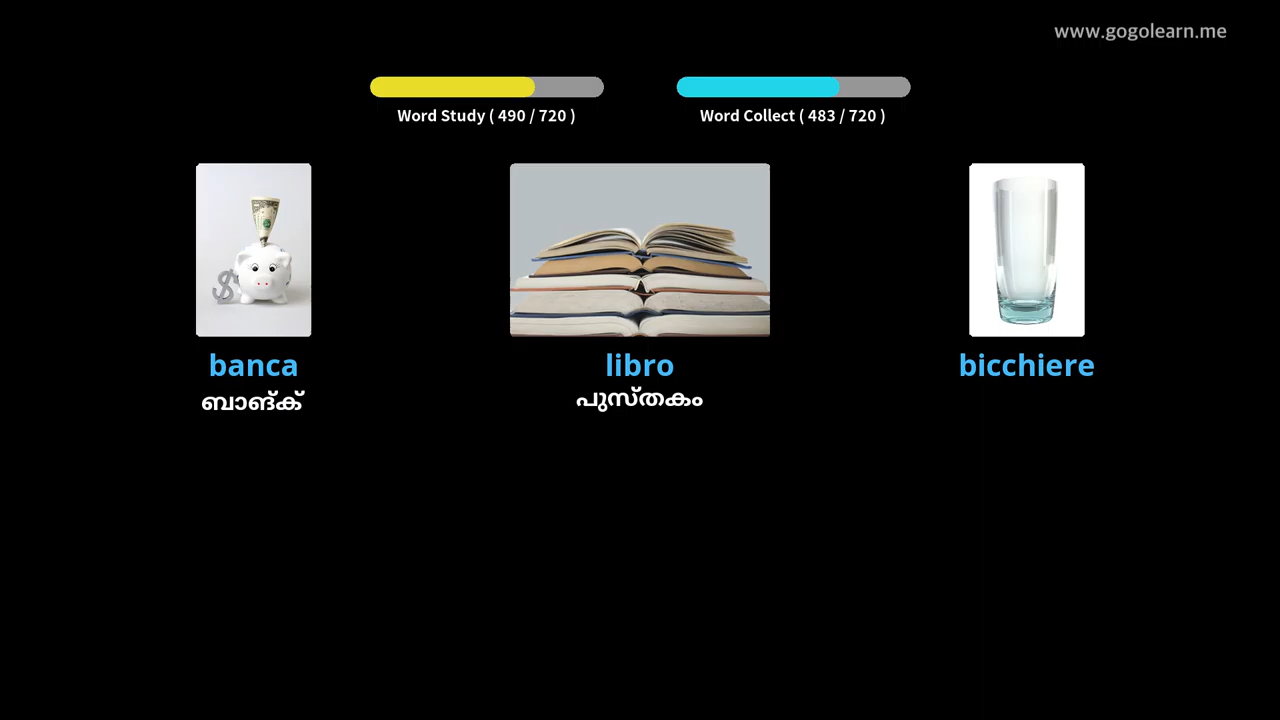 www.gogolearn.me
Word Study ( 490 / 720 )
Word Collect ( 483 / 720 )
banca
ബാങ്ക്
libro
പുസ്തകം
bicchiere